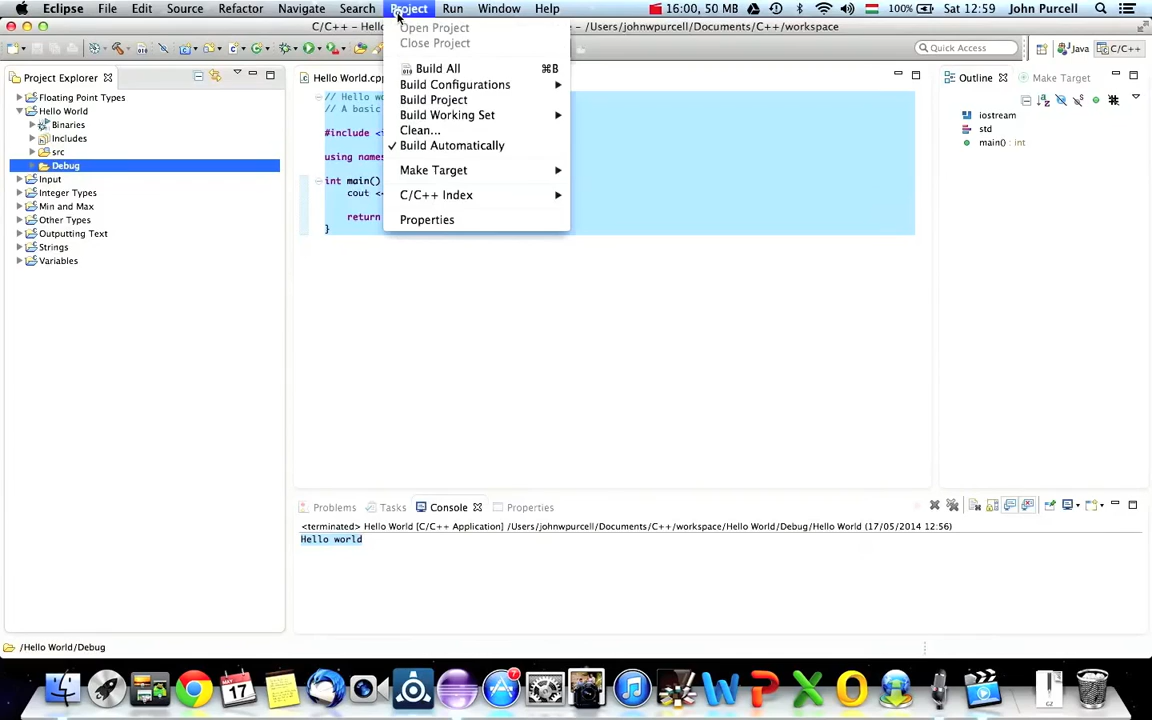 Eclipse File Edit Source Refactor Navigate Search Project Run Window Help 16:00, 50 MB 100% Sat 12:59 John Purcell
C/C++ – Hel /Users/johnwpurcell/Documents/C++/workspace
Quick Access Java C/C++
Open Project
Close Project
Build All ⌘B
Build Configurations
Build Project
Build Working Set
Clean...
✓ Build Automatically
Make Target
C/C++ Index
Properties
Project Explorer
Floating Point Types
Hello World
Binaries
Includes
src
Debug
Input
Integer Types
Min and Max
Other Types
Outputting Text
Strings
Variables
Hello World.cpp
// Hello wo
// A basic
#include <
using names
int main()
cout <<
return
}
Outline Make Target
iostream
std
main() : int
Problems Tasks Console Properties
<terminated> Hello World [C/C++ Application] /Users/johnwpurcell/Documents/C++/workspace/Hello World/Debug/Hello World (17/05/2014 12:56)
Hello world
/Hello World/Debug
MAY
17